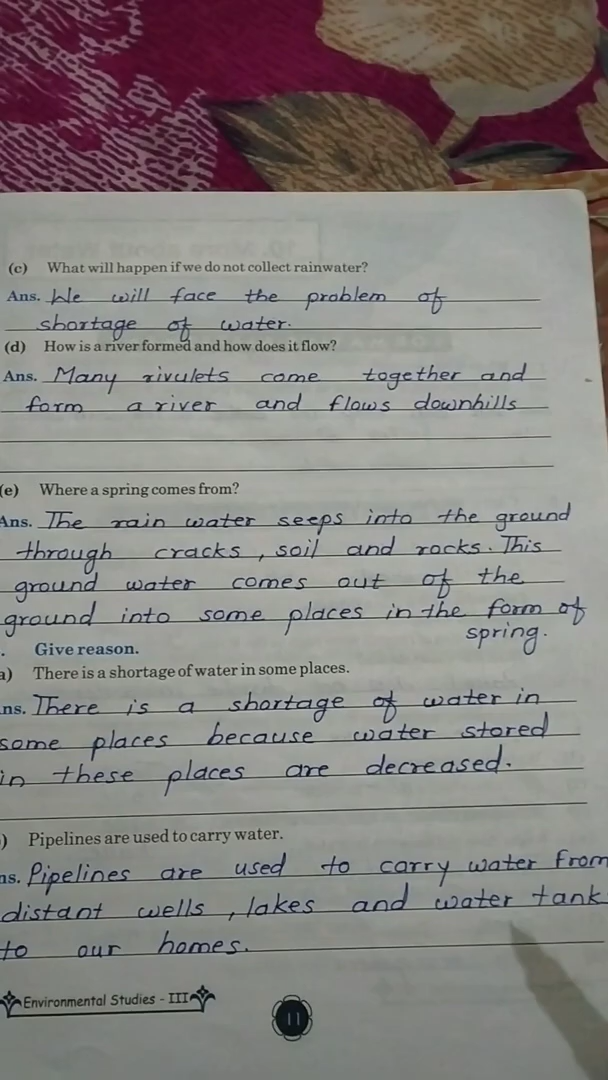 (c) What will happen if we do not collect rainwater?
Ans. We will face the problem of
shortage of water.
(d) How is a river formed and how does it flow?
Ans. Many rivulets come together and
form a river and flows downhills
(e) Where a spring comes from?
Ans. The rain water seeps into the ground
through cracks, soil and rocks. This
ground water comes out of the
ground into some places in the form of
spring.
. Give reason.
a) There is a shortage of water in some places.
ns. There is a shortage of water in
some places because water stored
in these places are decreased.
) Pipelines are used to carry water.
ns. Pipelines are used to carry water from
distant wells, lakes and water tank
to our homes.
Environmental Studies - III
11